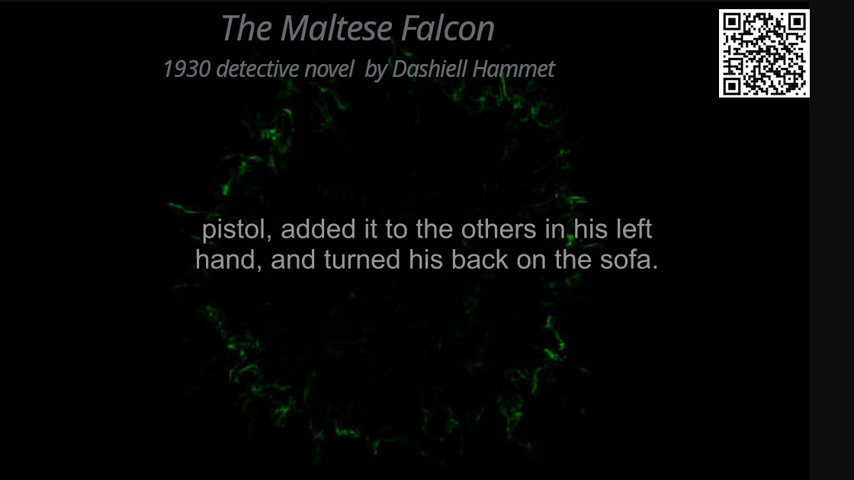 The Maltese Falcon
1930 detective novel by Dashiell Hammet
pistol, added it to the others in his left
hand, and turned his back on the sofa.